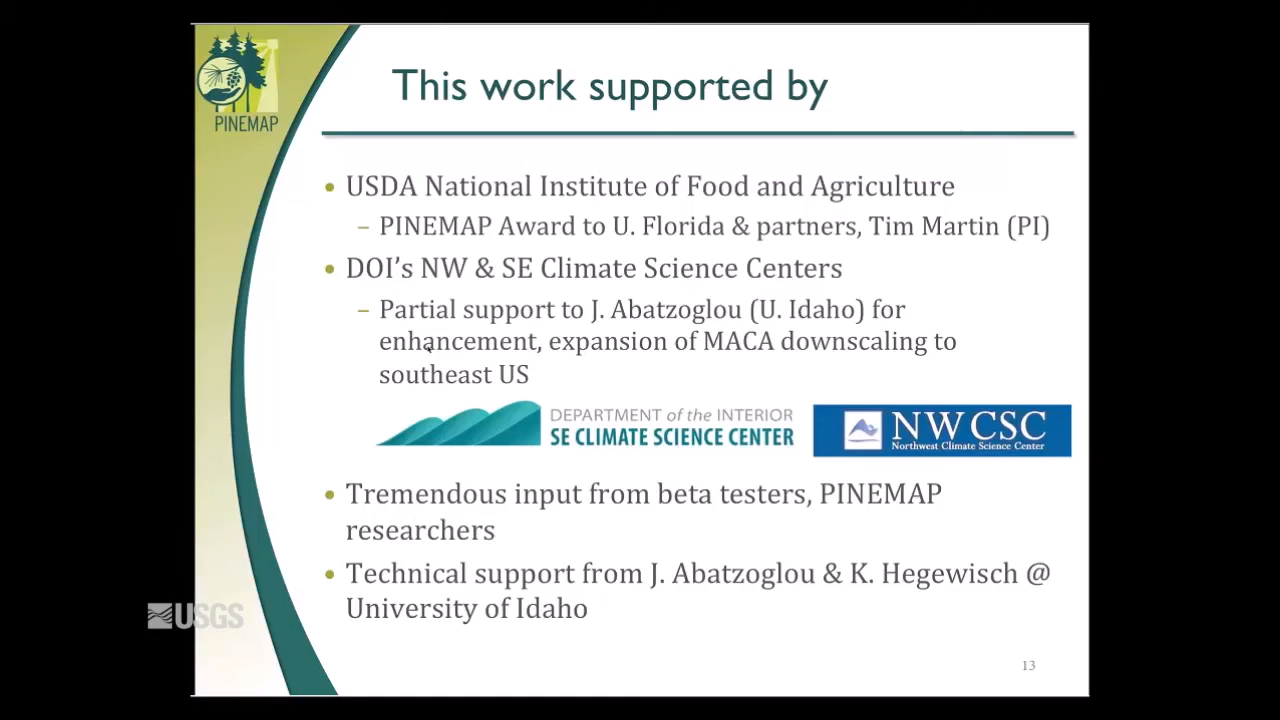 PINEMAP
This work supported by
• USDA National Institute of Food and Agriculture
– PINEMAP Award to U. Florida & partners, Tim Martin (PI)
• DOI’s NW & SE Climate Science Centers
– Partial support to J. Abatzoglou (U. Idaho) for
enhancement, expansion of MACA downscaling to
southeast US
DEPARTMENT of the INTERIOR
SE CLIMATE SCIENCE CENTER
NW CSC
Northwest Climate Science Center
• Tremendous input from beta testers, PINEMAP
researchers
• Technical support from J. Abatzoglou & K. Hegewisch @
University of Idaho
USGS
13